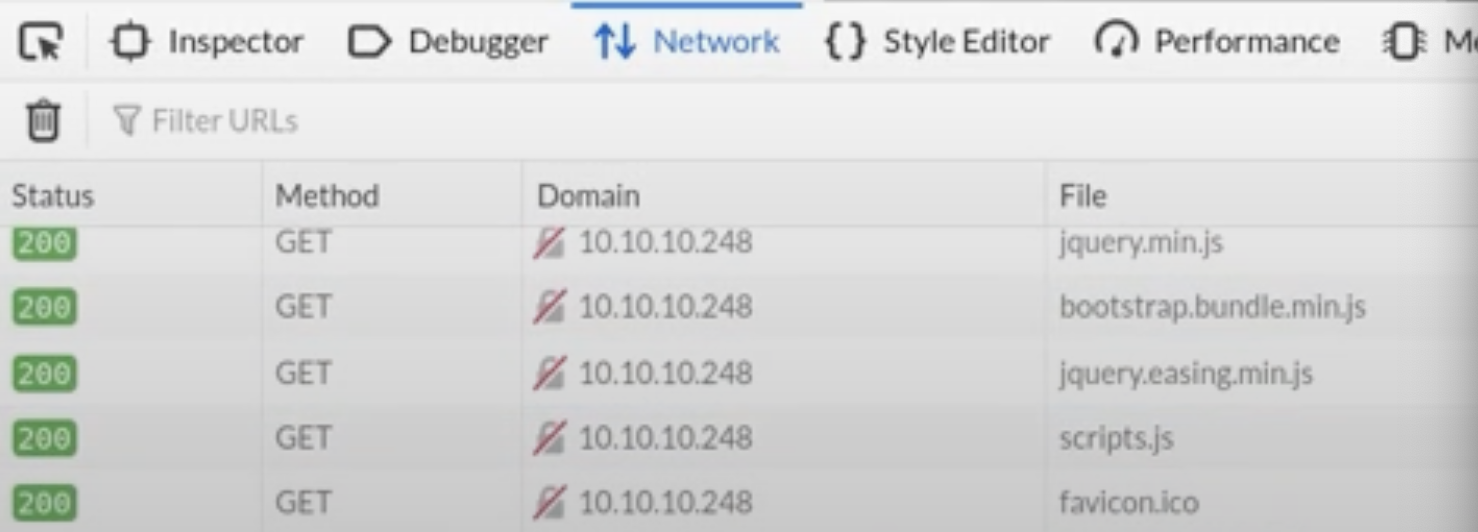 Inspector Debugger Network Style Editor Performance
Filter URLs
Status Method Domain File
200 GET 10.10.10.248 jquery.min.js
200 GET 10.10.10.248 bootstrap.bundle.min.js
200 GET 10.10.10.248 jquery.easing.min.js
200 GET 10.10.10.248 scripts.js
200 GET 10.10.10.248 favicon.ico